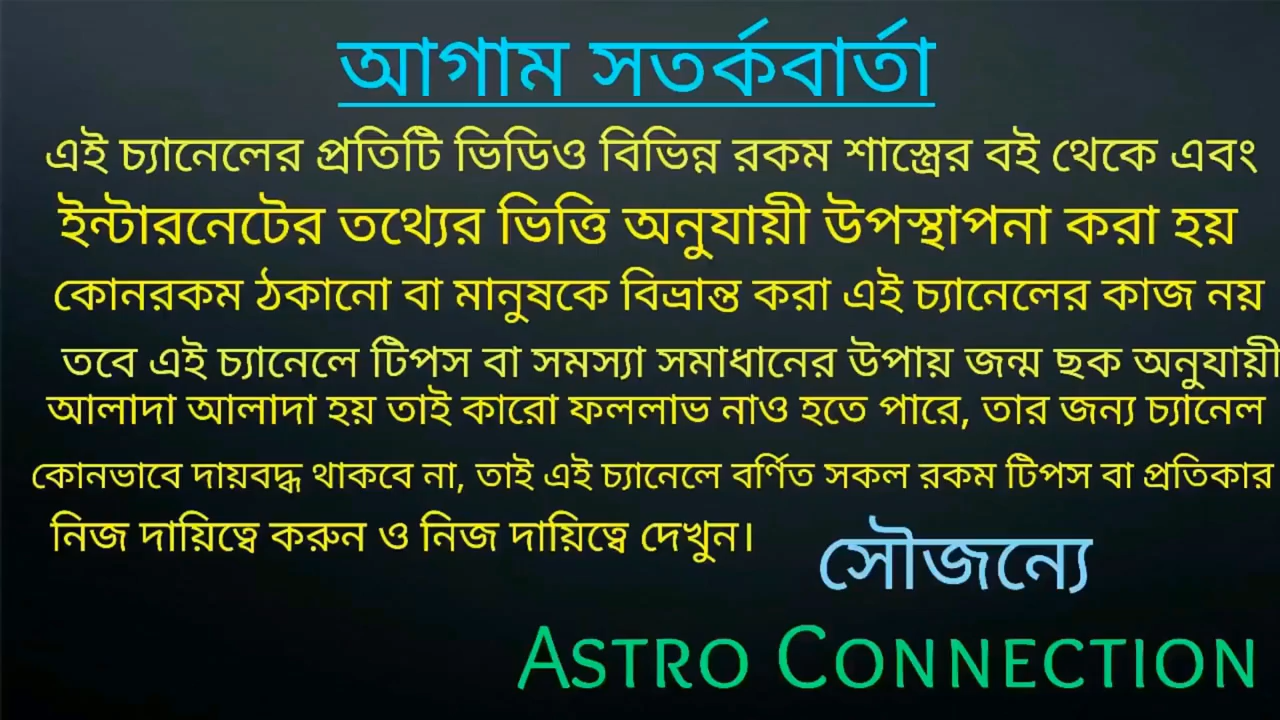 আগাম সতর্কবার্তা
এই চ্যানেলের প্রতিটি ভিডিও বিভিন্ন রকম শাস্ত্রের বই থেকে এবং
ইন্টারনেটের তথ্যের ভিত্তি অনুযায়ী উপস্থাপনা করা হয়
কোনরকম ঠকানো বা মানুষকে বিভ্রান্ত করা এই চ্যানেলের কাজ নয়
তবে এই চ্যানেলে টিপস বা সমস্যা সমাধানের উপায় জন্ম ছক অনুযায়ী
আলাদা আলাদা হয় তাই কারো ফললাভ নাও হতে পারে, তার জন্য চ্যানেল
কোনভাবে দায়বদ্ধ থাকবে না, তাই এই চ্যানেলে বর্ণিত সকল রকম টিপস বা প্রতিকার
নিজ দায়িত্বে করুন ও নিজ দায়িত্বে দেখুন।
সৌজন্যে
ASTRO CONNECTION